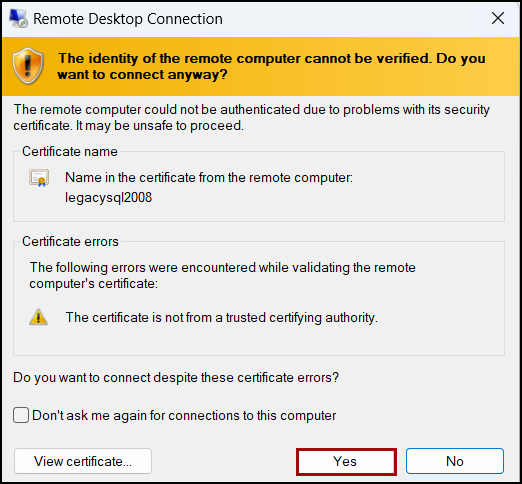 Remote Desktop Connection
The identity of the remote computer cannot be verified. Do you
want to connect anyway?
The remote computer could not be authenticated due to problems with its security
certificate. It may be unsafe to proceed.
Certificate name
Name in the certificate from the remote computer:
legacysql2008
Certificate errors
The following errors were encountered while validating the remote
computer's certificate:
The certificate is not from a trusted certifying authority.
Do you want to connect despite these certificate errors?
Don't ask me again for connections to this computer
View certificate...
Yes
No